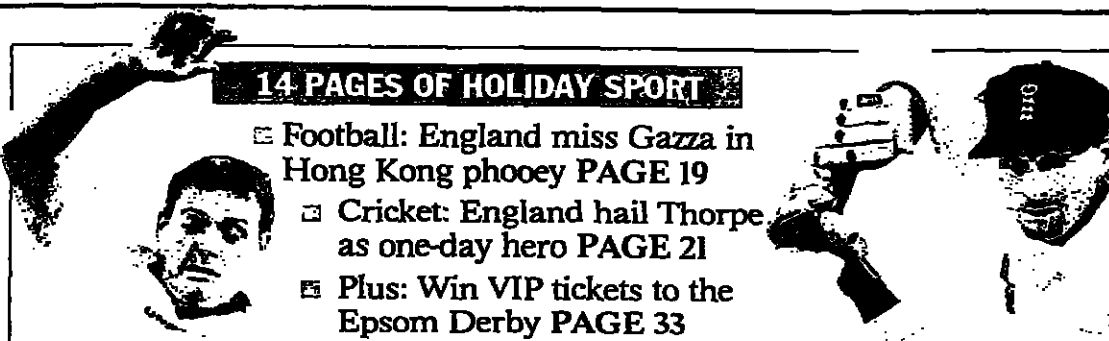 14 PAGES OF HOLIDAY SPORT
Football: England miss Gazza in
Hong Kong phooey PAGE 19
Cricket: England hail Thorpe
as one-day hero PAGE 21
Plus: Win VIP tickets to the
Epsom Derby PAGE 33